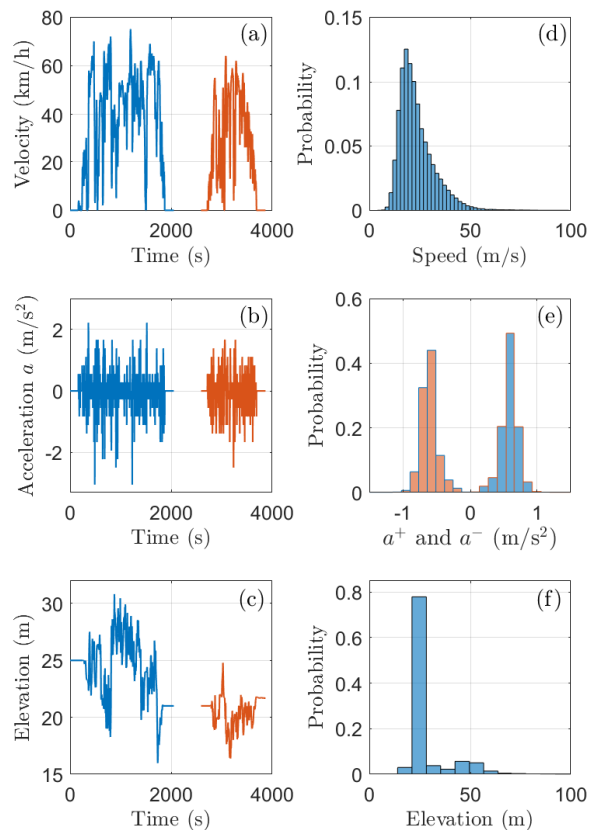 (a)
Velocity (km/h)
80
60
40
20
0
0 2000 4000
Time (s)
(d)
Probability
0.15
0.1
0.05
0
0 50 100
Speed (m/s)
(b)
Acceleration a (m/s²)
2
0
-2
0 2000 4000
Time (s)
(e)
Probability
0.6
0.4
0.2
0
-1 0 1
a⁺ and a⁻ (m/s²)
(c)
Elevation (m)
30
25
20
15
0 2000 4000
Time (s)
(f)
Probability
0.8
0.6
0.4
0.2
0
0 50 100
Elevation (m)